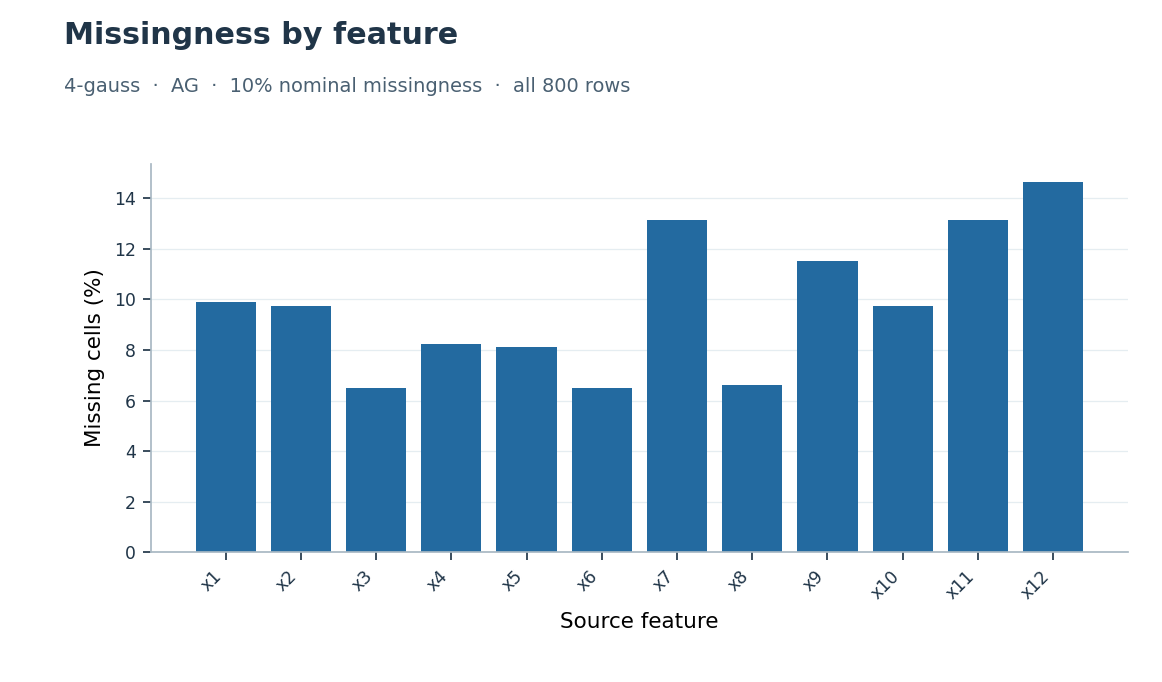 Missingness by feature
4-gauss · AG · 10% nominal missingness · all 800 rows
14
12
10
8
6
4
2
0
Missing cells (%)
x1 x2 x3 x4 x5 x6 x7 x8 x9 x10 x11 x12
Source feature